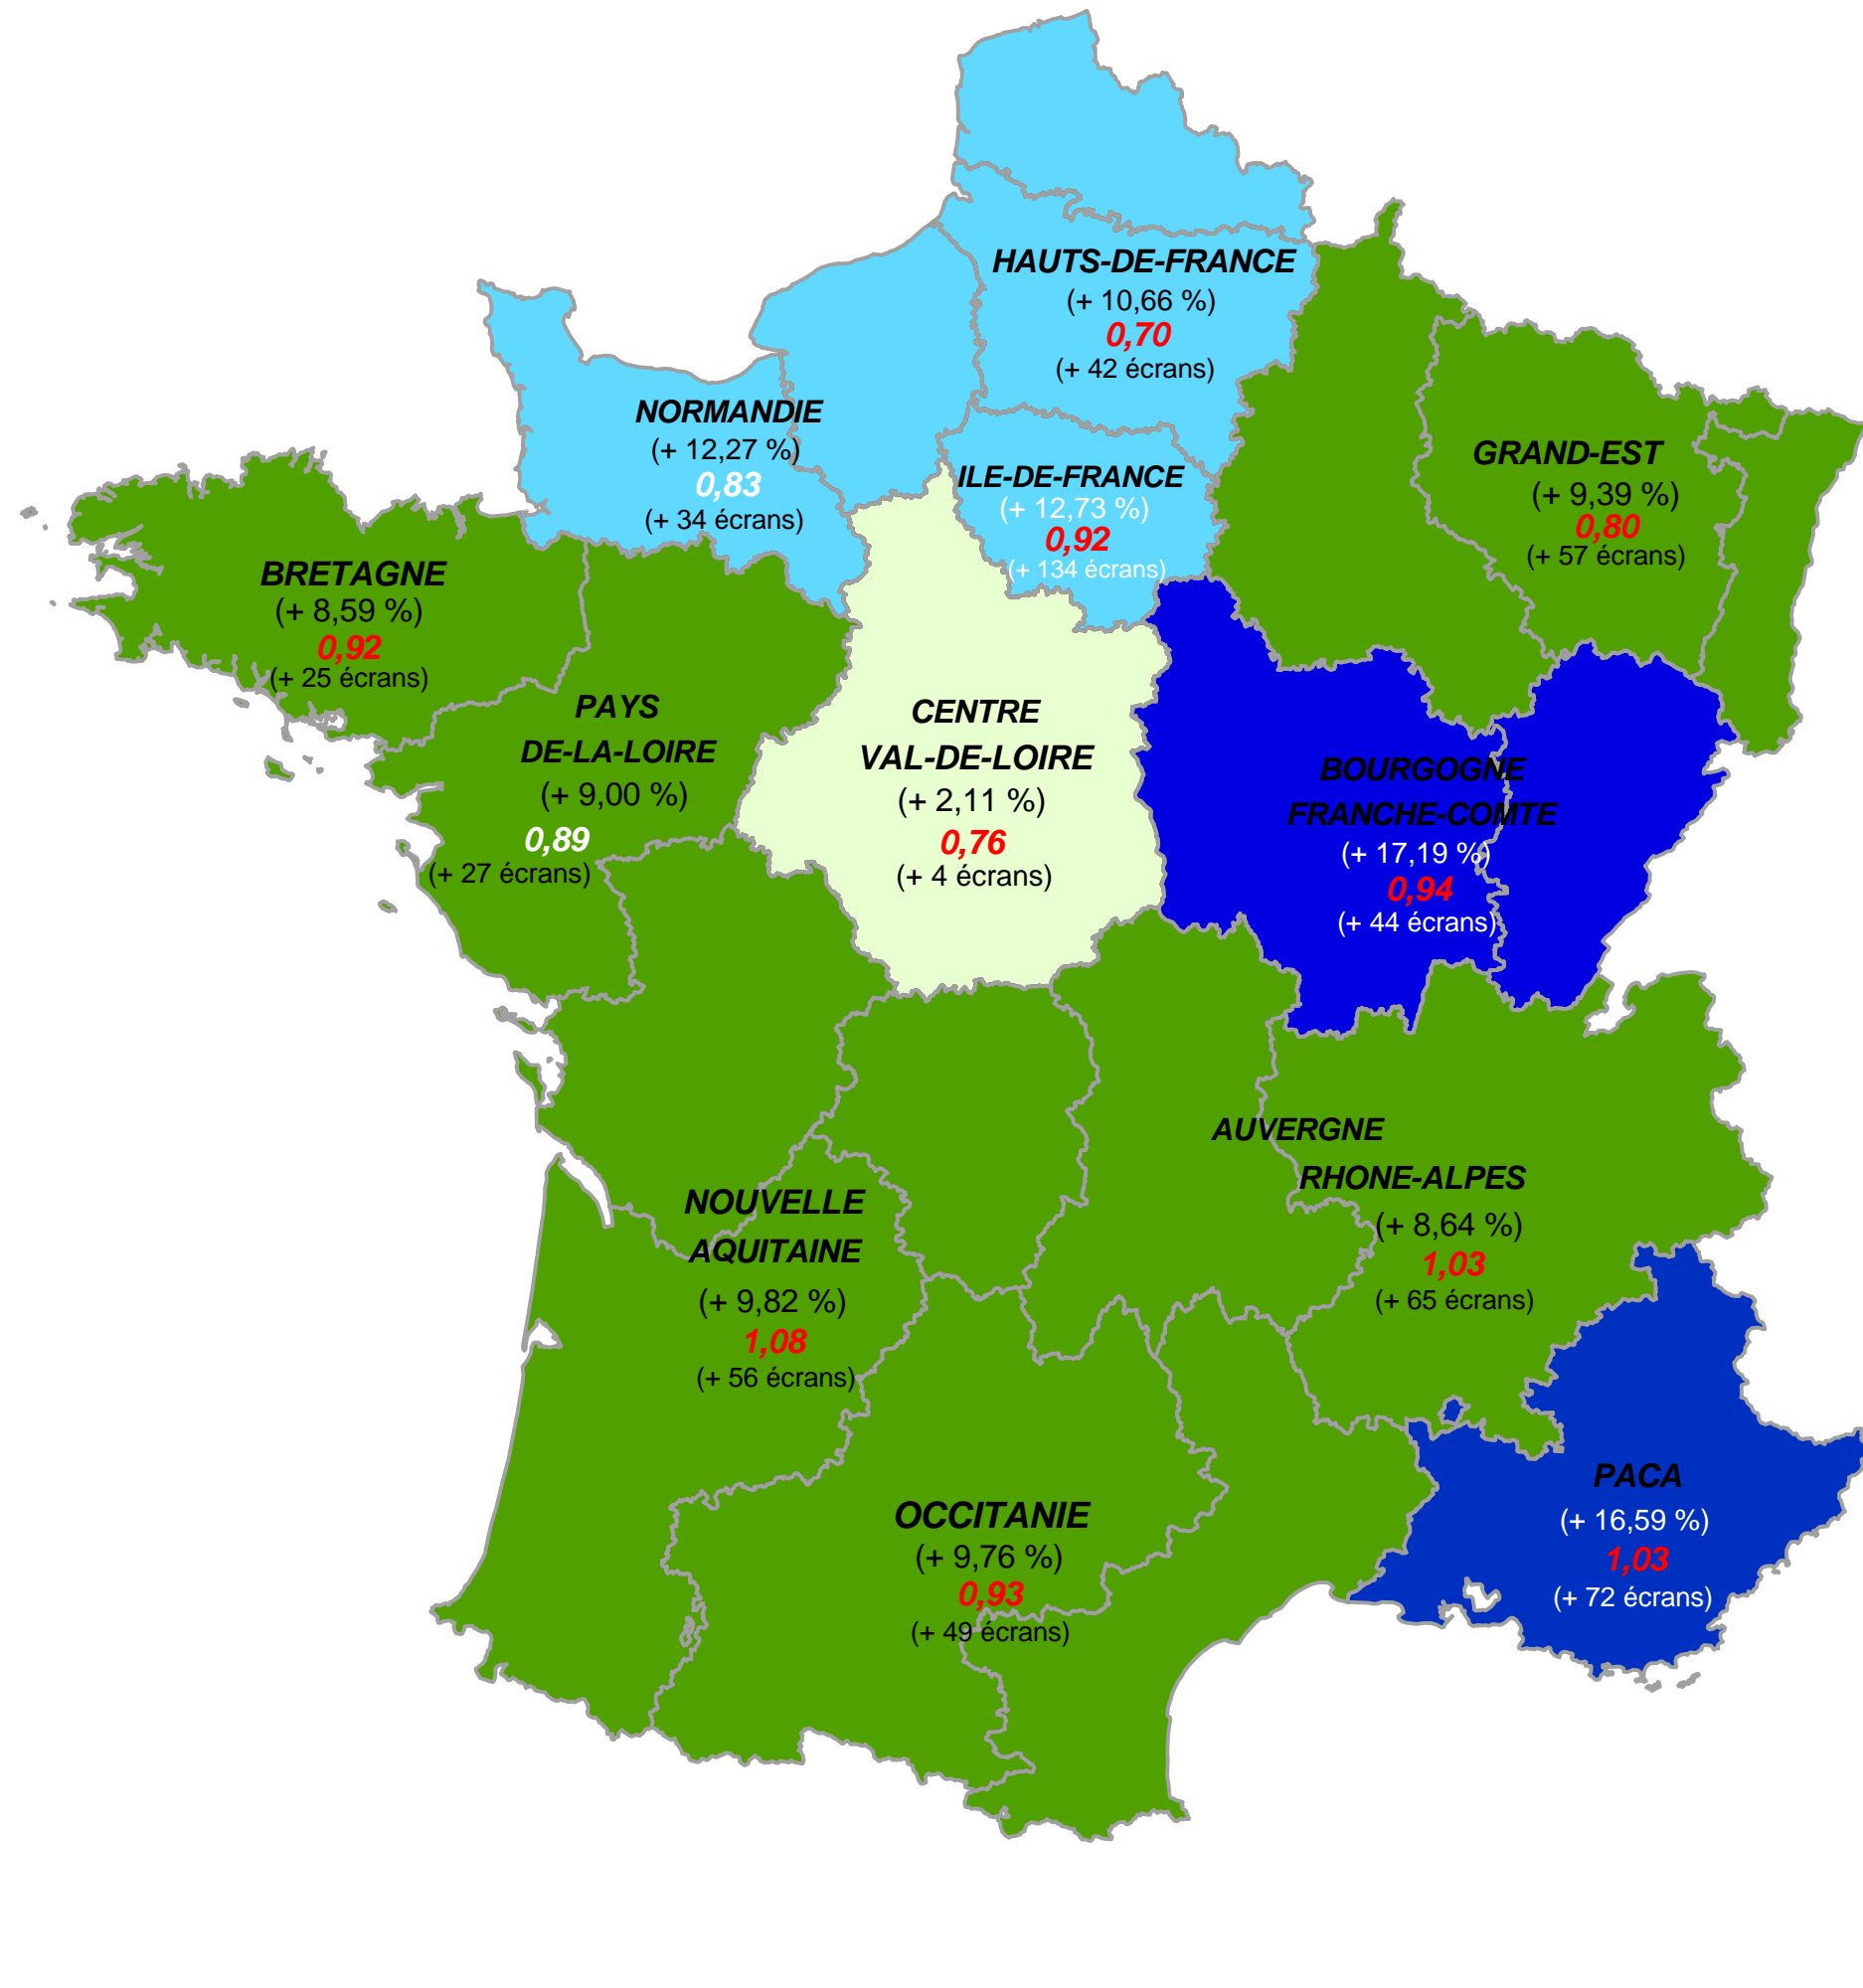 HAUTS-DE-FRANCE
(+ 10,66 %)
0,70
(+ 42 écrans)
NORMANDIE
(+ 12,27 %)
0,83
(+ 34 écrans)
ILE-DE-FRANCE
(+ 12,73 %)
0,92
(+ 134 écrans)
GRAND-EST
(+ 9,39 %)
0,80
(+ 57 écrans)
BRETAGNE
(+ 8,59 %)
0,92
(+ 25 écrans)
PAYS
DE-LA-LOIRE
(+ 9,00 %)
0,89
(+ 27 écrans)
CENTRE
VAL-DE-LOIRE
(+ 2,11 %)
0,76
(+ 4 écrans)
BOURGOGNE
FRANCHE-COMTE
(+ 17,19 %)
0,94
(+ 44 écrans)
AUVERGNE
RHONE-ALPES
(+ 8,64 %)
1,03
(+ 65 écrans)
NOUVELLE
AQUITAINE
(+ 9,82 %)
1,08
(+ 56 écrans)
OCCITANIE
(+ 9,76 %)
0,93
(+ 49 écrans)
PACA
(+ 16,59 %)
1,03
(+ 72 écrans)